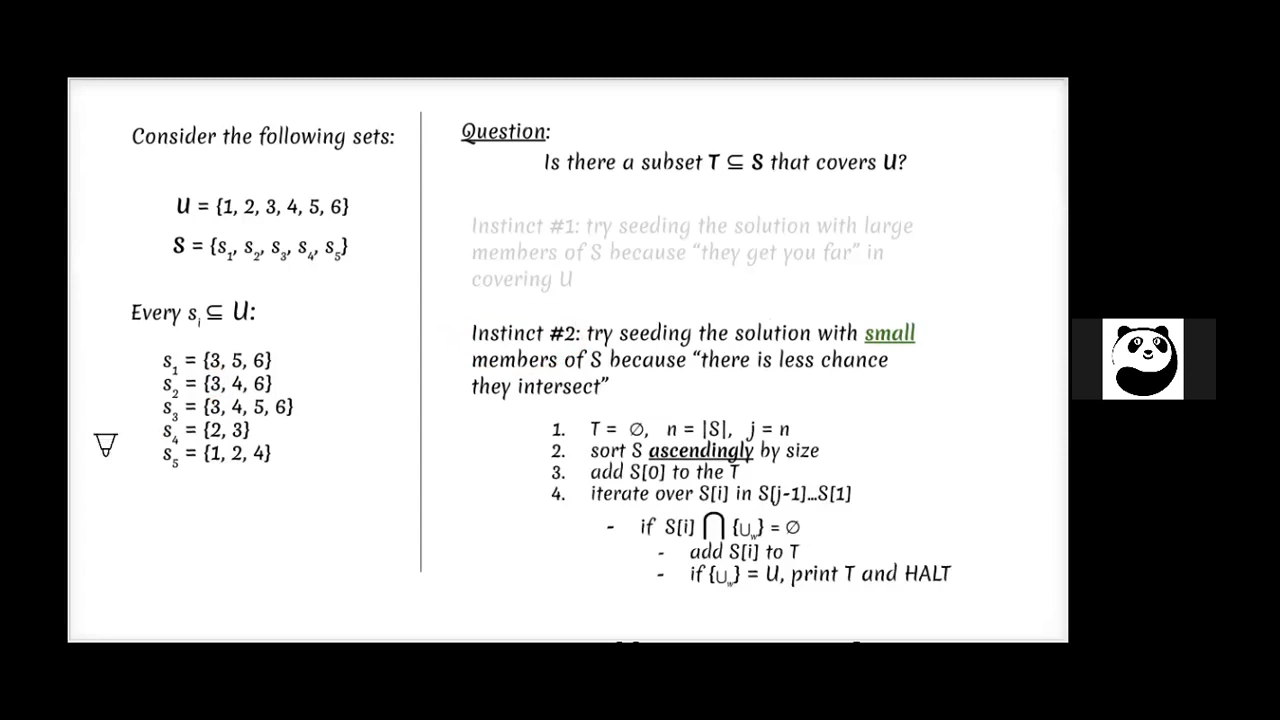 Consider the following sets:
U = {1, 2, 3, 4, 5, 6}
S = {s₁, s₂, s₃, s₄, s₅}
Every sᵢ ⊆ U:
s₁ = {3, 5, 6}
s₂ = {3, 4, 6}
s₃ = {3, 4, 5, 6}
s₄ = {2, 3}
s₅ = {1, 2, 4}
Question:
Is there a subset T ⊆ S that covers U?
Instinct #1: try seeding the solution with large
members of S because “they get you far” in
covering U
Instinct #2: try seeding the solution with small
members of S because “there is less chance
they intersect”
1. T = ∅, n = |S|, j = n
2. sort S ascendingly by size
3. add S[0] to the T
4. iterate over S[i] in S[j-1]...S[1]
- if S[i] ⋂ {∪w} = ∅
- add S[i] to T
- if {∪w} = U, print T and HALT